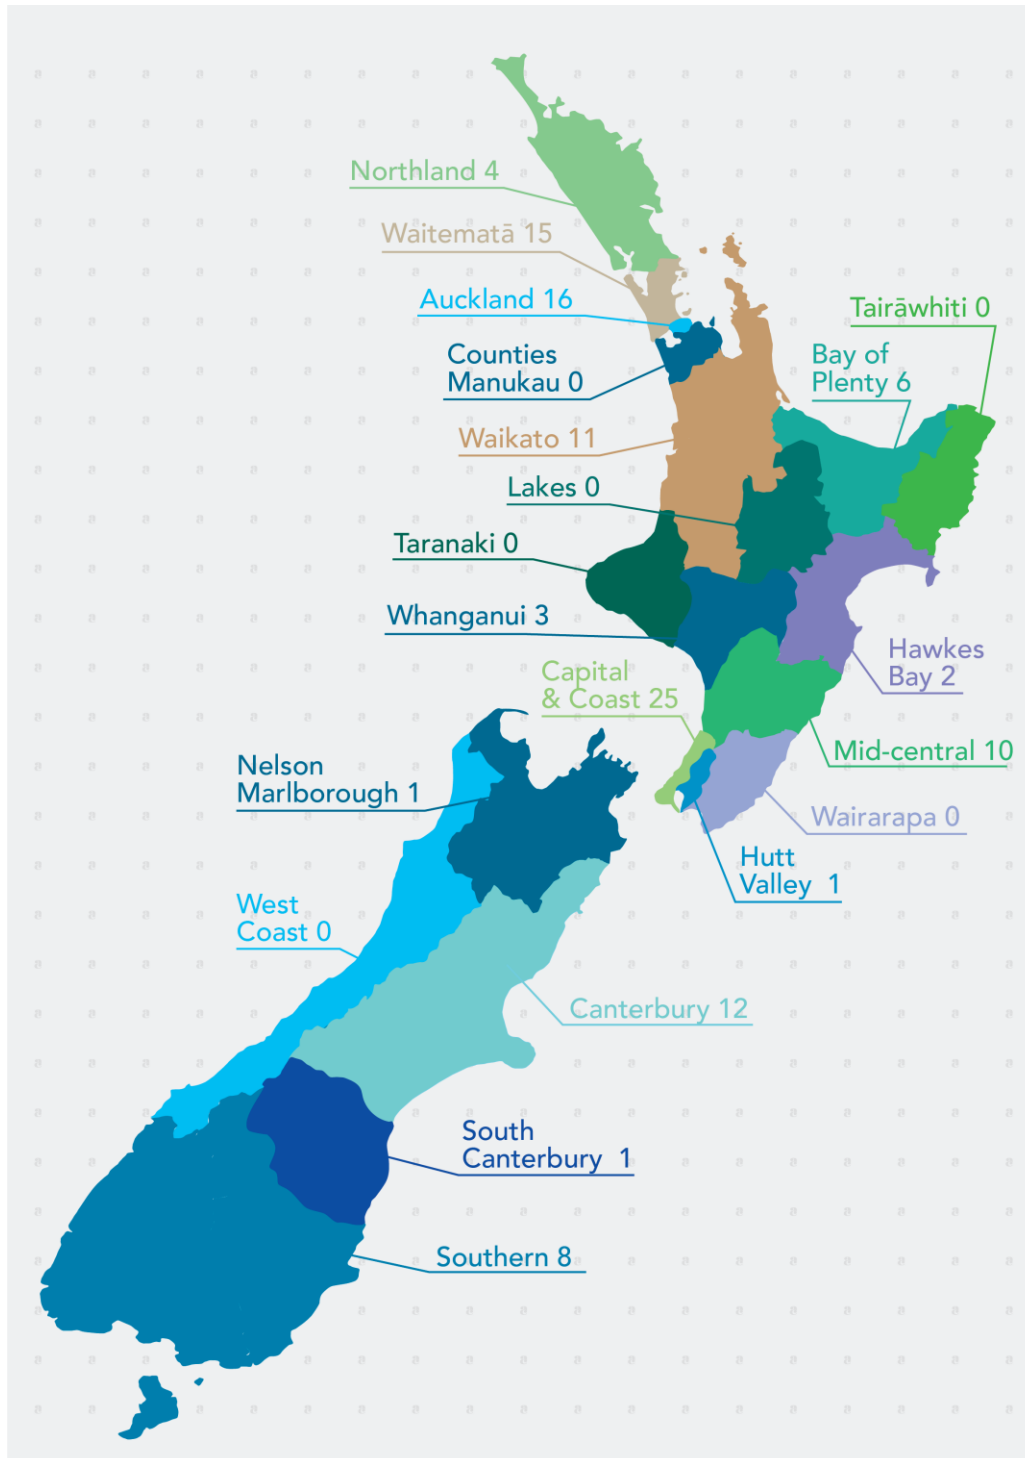 Northland 4
Waitematā 15
Auckland 16
Tairāwhiti 0
Counties
Manukau 0
Bay of
Plenty 6
Waikato 11
Lakes 0
Taranaki 0
Whanganui 3
Hawkes
Bay 2
Capital
& Coast 25
Mid-central 10
Nelson
Marlborough 1
Wairarapa 0
Hutt
Valley 1
West
Coast 0
Canterbury 12
South
Canterbury 1
Southern 8